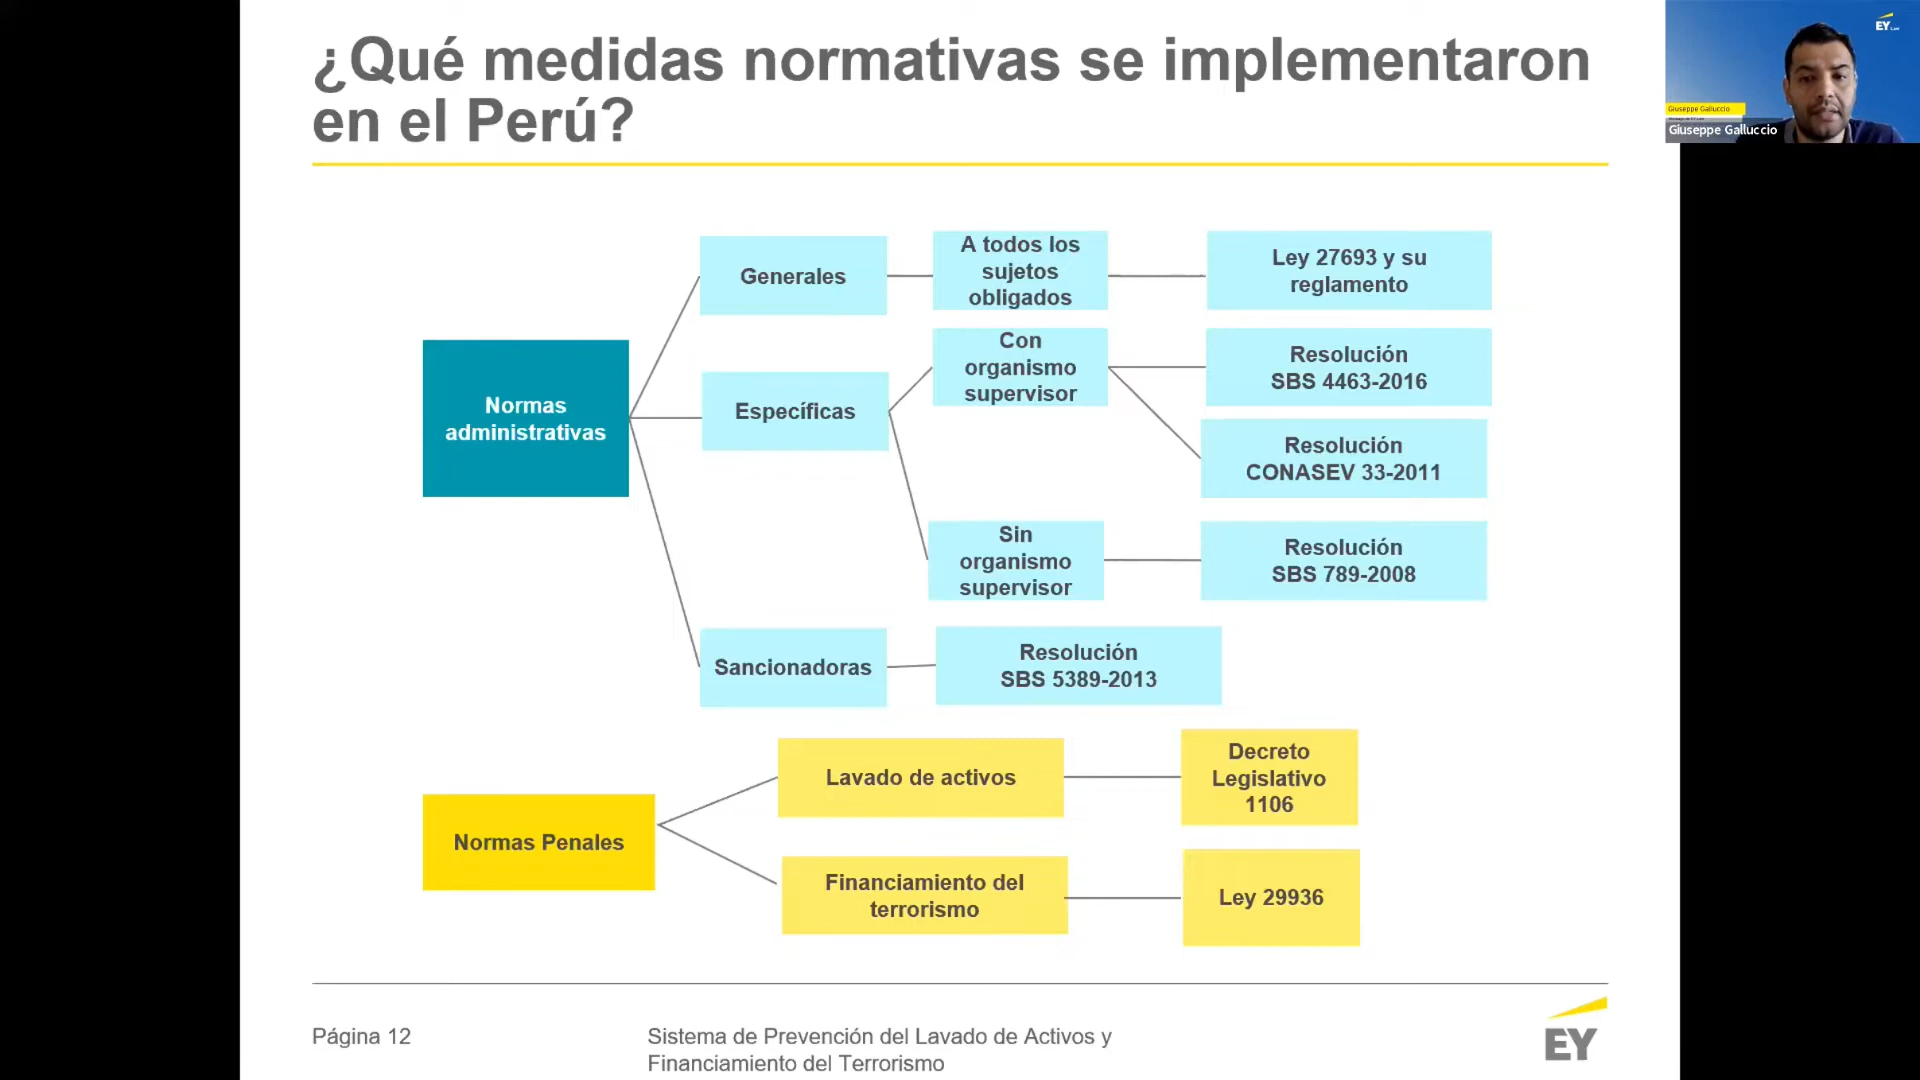 ¿Qué medidas normativas se implementaron
en el Perú?
EY
Giuseppe Galluccio
Giuseppe Galluccio
Normas
administrativas
Generales
A todos los
sujetos
obligados
Ley 27693 y su
reglamento
Específicas
Con
organismo
supervisor
Resolución
SBS 4463-2016
Resolución
CONASEV 33-2011
Sin
organismo
supervisor
Resolución
SBS 789-2008
Sancionadoras
Resolución
SBS 5389-2013
Normas Penales
Lavado de activos
Decreto
Legislativo
1106
Financiamiento del
terrorismo
Ley 29936
Página 12
Sistema de Prevención del Lavado de Activos y
Financiamiento del Terrorismo
EY